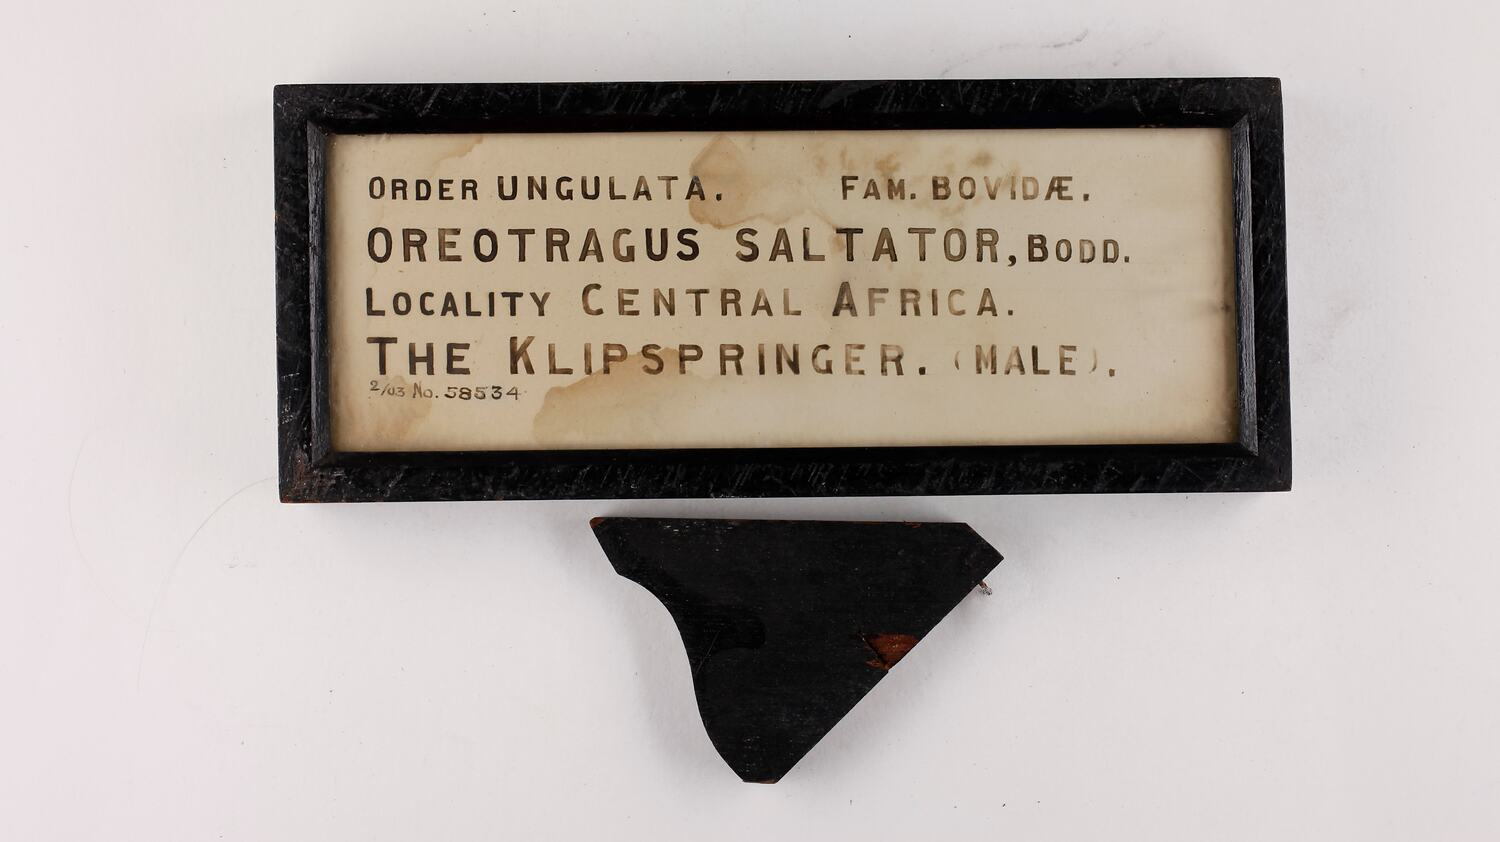 ORDER UNGULATA. FAM. BOVIDÆ.
OREOTRAGUS SALTATOR, BODD.
LOCALITY CENTRAL AFRICA.
THE KLIPSPRINGER. (MALE).
2/03 No. 58534